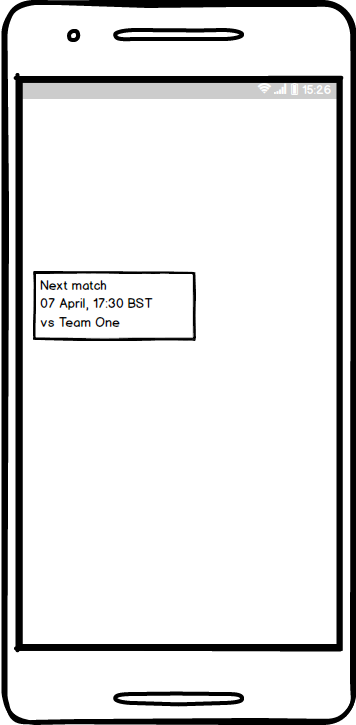 15:26
Next match
07 April, 17:30 BST
vs Team One